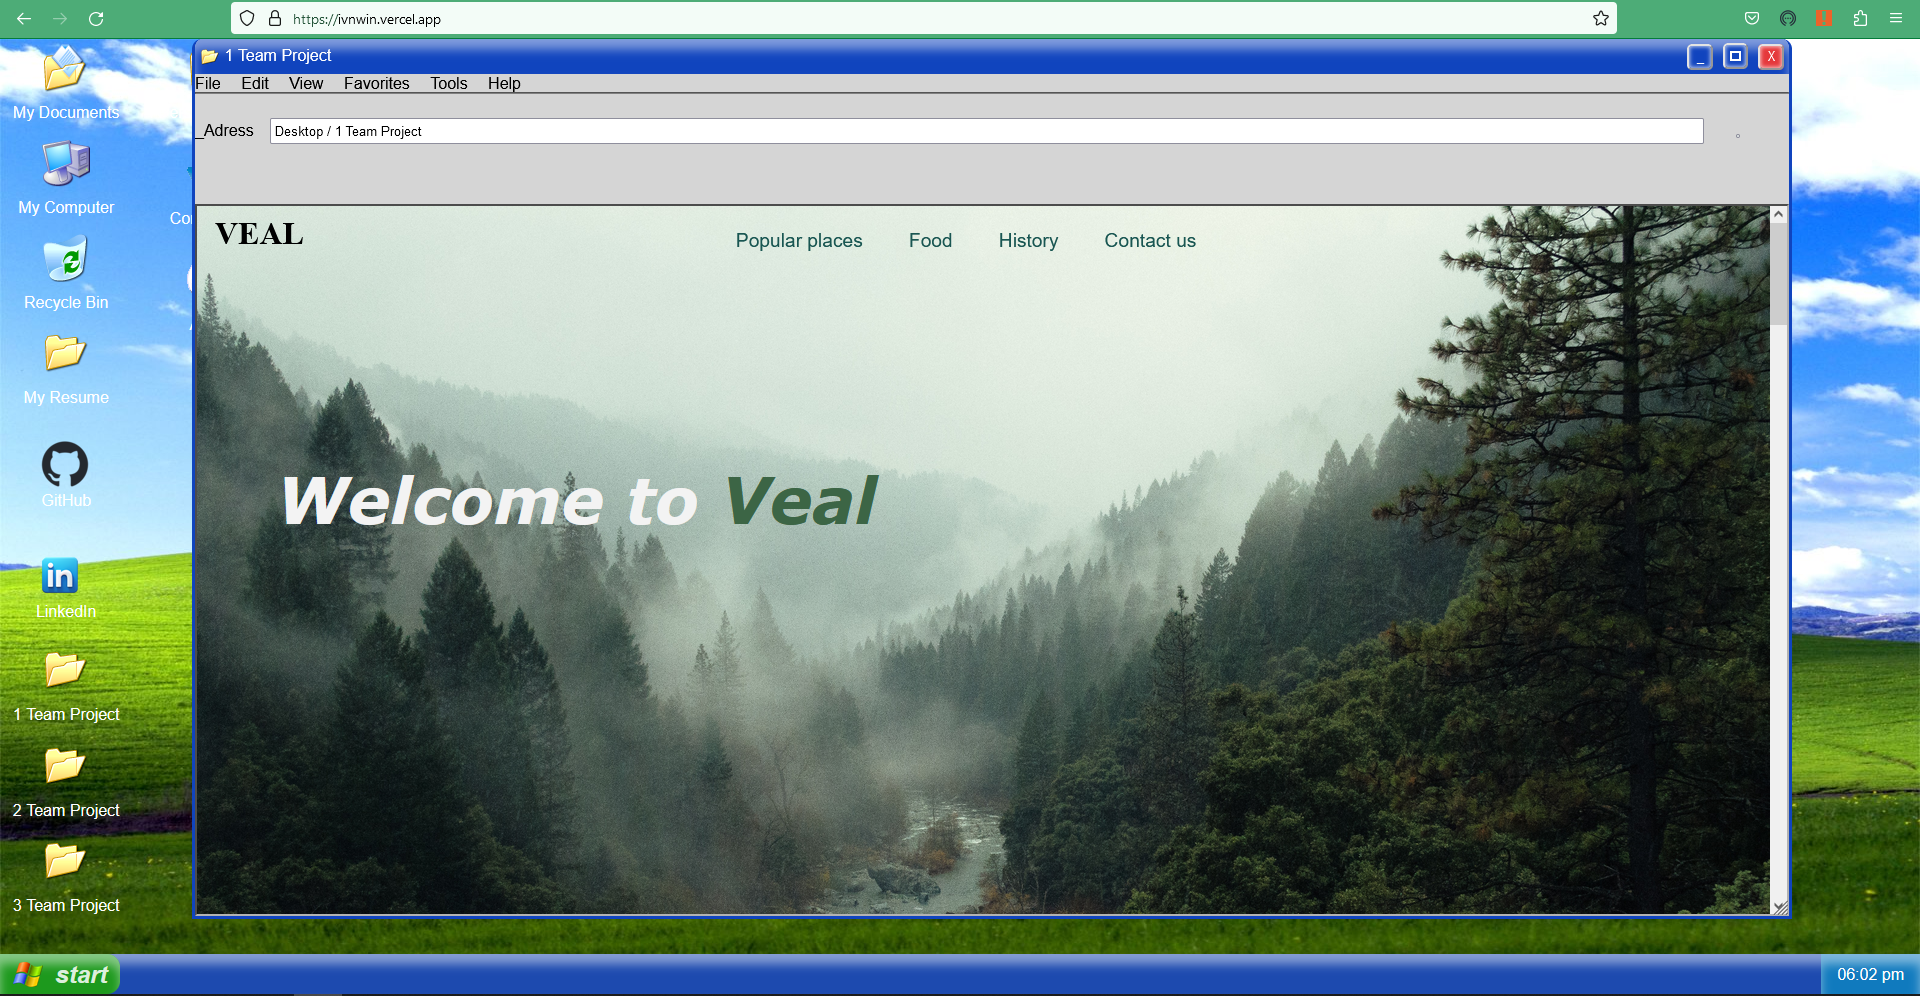 https://ivnwin.vercel.app
1 Team Project
_
X
File Edit View Favorites Tools Help
_Adress Desktop / 1 Team Project
VEAL
Popular places Food History Contact us
Welcome to Veal
My Documents
My Computer
Recycle Bin
My Resume
GitHub
in
LinkedIn
1 Team Project
2 Team Project
3 Team Project
start
06:02 pm